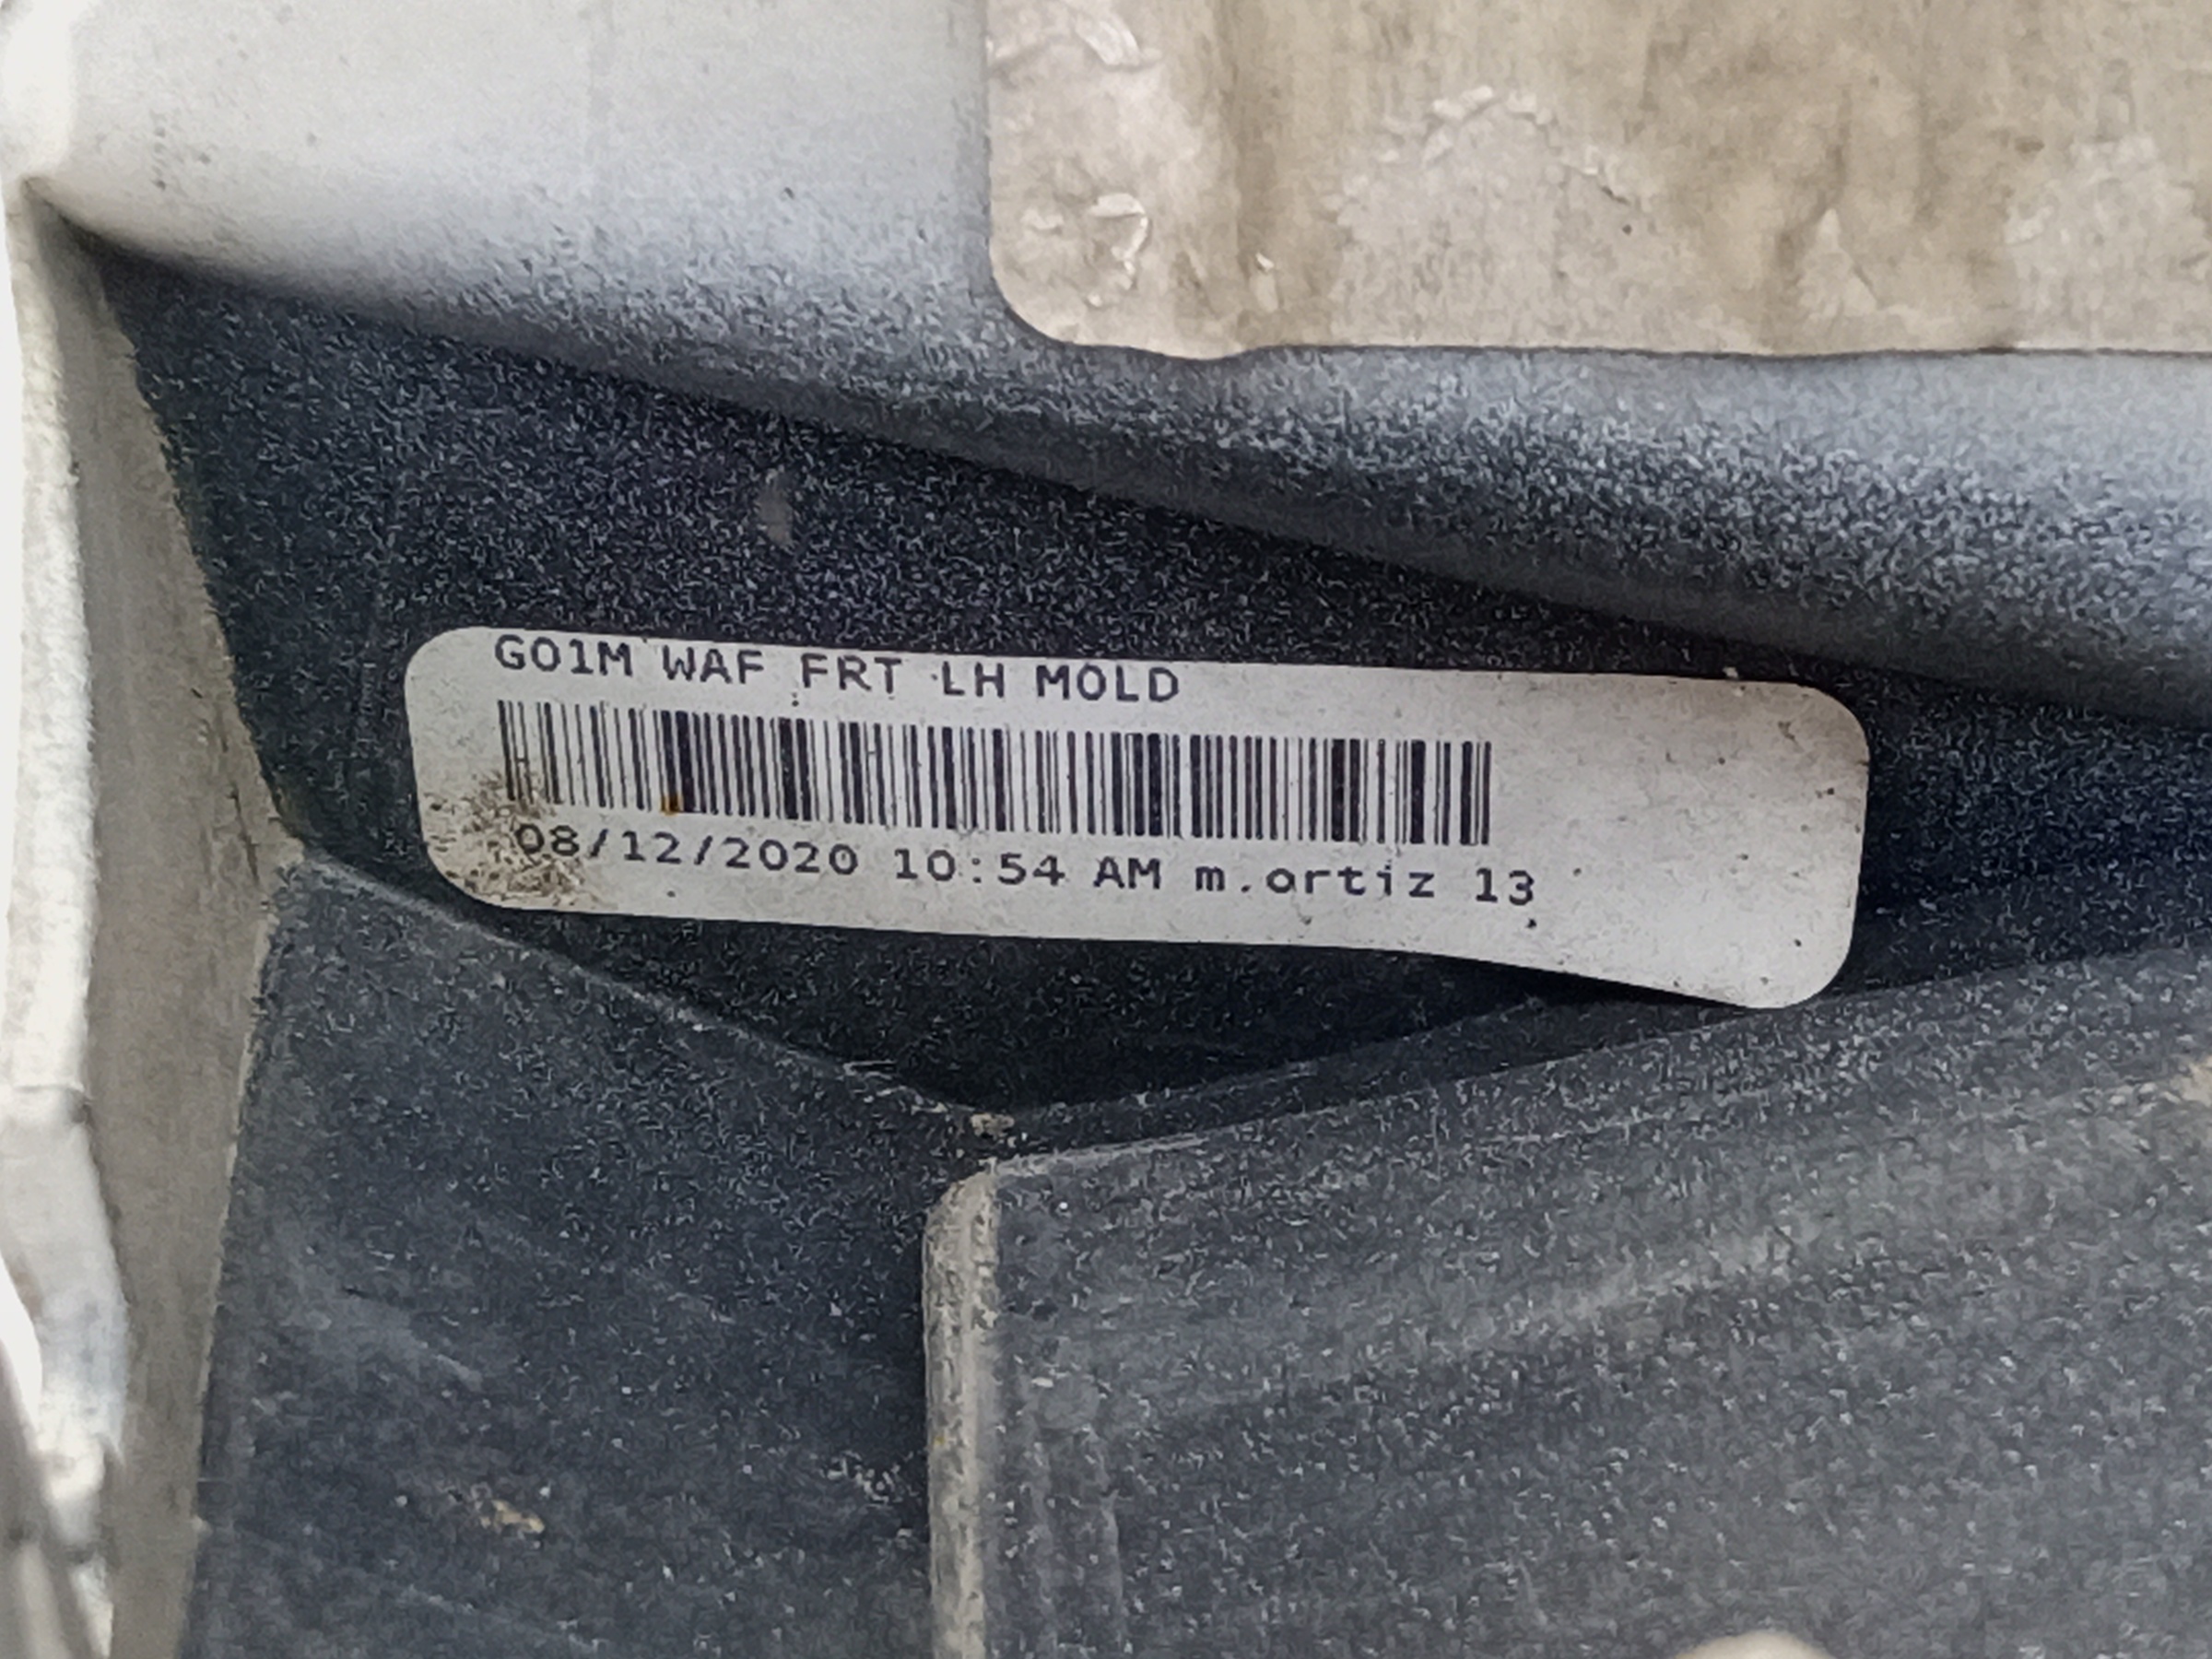 G01M WAF FRT LH MOLD
08/12/2020 10:54 AM m.ortiz 13